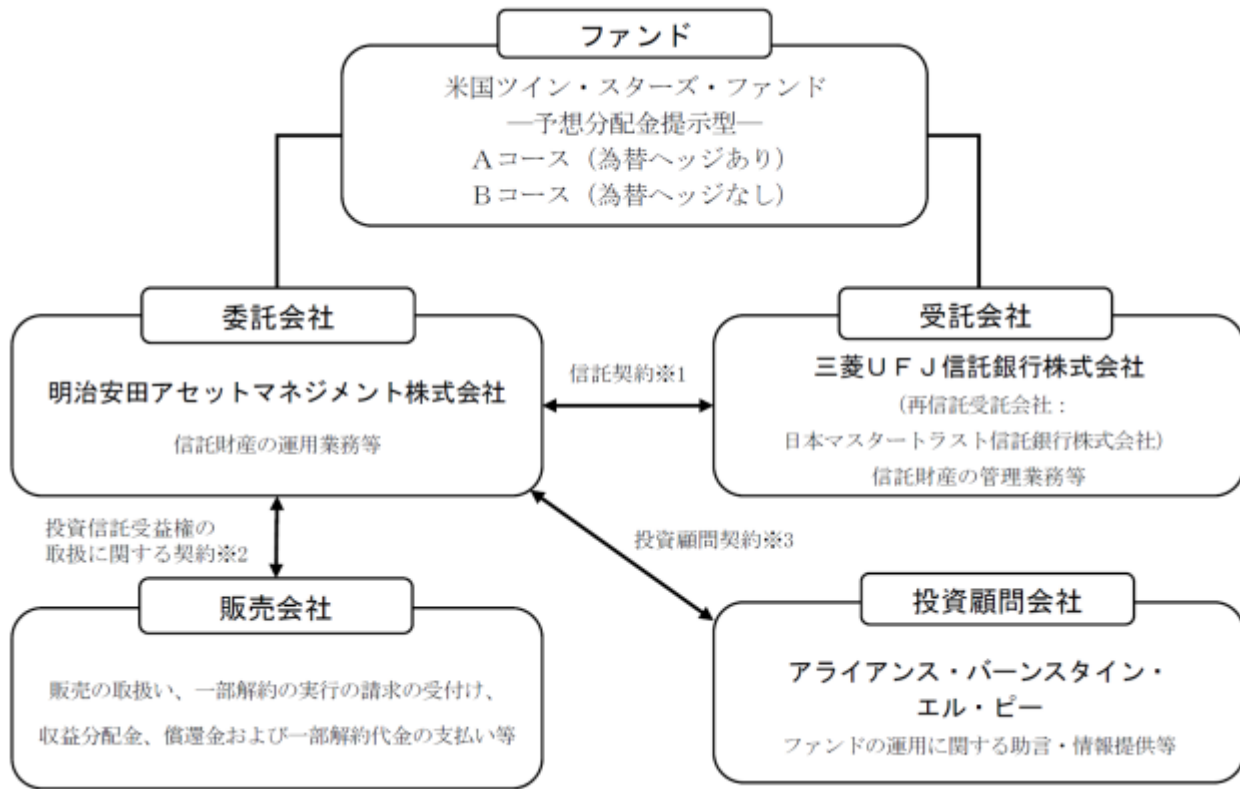 ファンド
米国ツイン・スターズ・ファンド
―予想分配金提示型―
Aコース（為替ヘッジあり）
Bコース（為替ヘッジなし）
委託会社
明治安田アセットマネジメント株式会社
信託財産の運用業務等
信託契約※1
受託会社
三菱ＵＦＪ信託銀行株式会社
（再信託受託会社：
日本マスタートラスト信託銀行株式会社）
信託財産の管理業務等
投資信託受益権の
取扱に関する契約※2
投資顧問契約※3
販売会社
販売の取扱い、一部解約の実行の請求の受付け、
収益分配金、償還金および一部解約代金の支払い等
投資顧問会社
アライアンス・バーンスタイン・
エル・ピー
ファンドの運用に関する助言・情報提供等